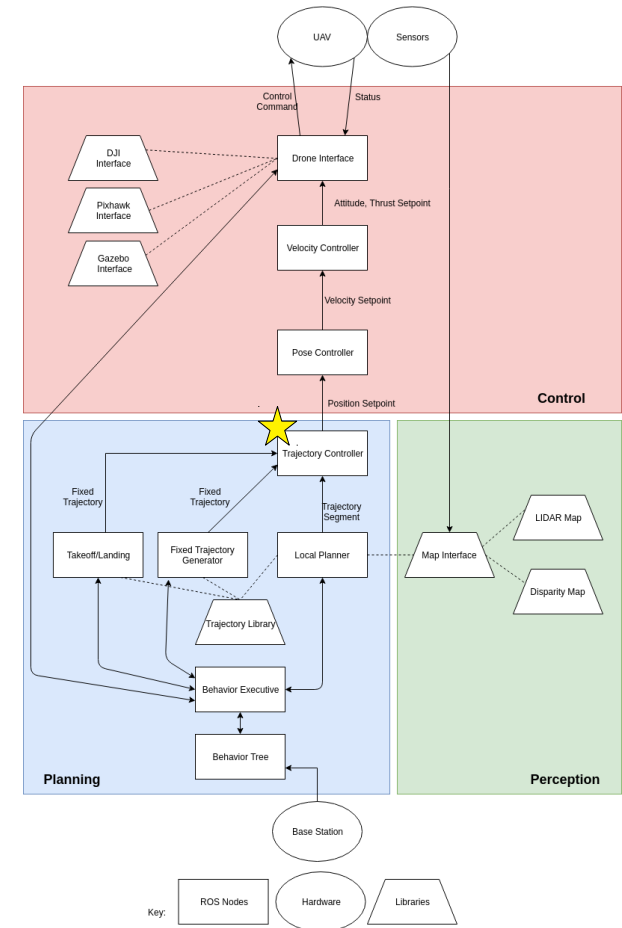 UAV
Sensors
Control
Command
Status
DJI
Interface
Drone Interface
Pixhawk
Interface
Attitude, Thrust Setpoint
Gazebo
Interface
Velocity Controller
Velocity Setpoint
Pose Controller
Control
Position Setpoint
Trajectory Controller
Fixed
Trajectory
Fixed
Trajectory
Trajectory
Segment
LIDAR Map
Takeoff/Landing
Fixed Trajectory
Generator
Local Planner
Map Interface
Disparity Map
Trajectory Library
Behavior Executive
Behavior Tree
Planning
Perception
Base Station
Key:
ROS Nodes
Hardware
Libraries